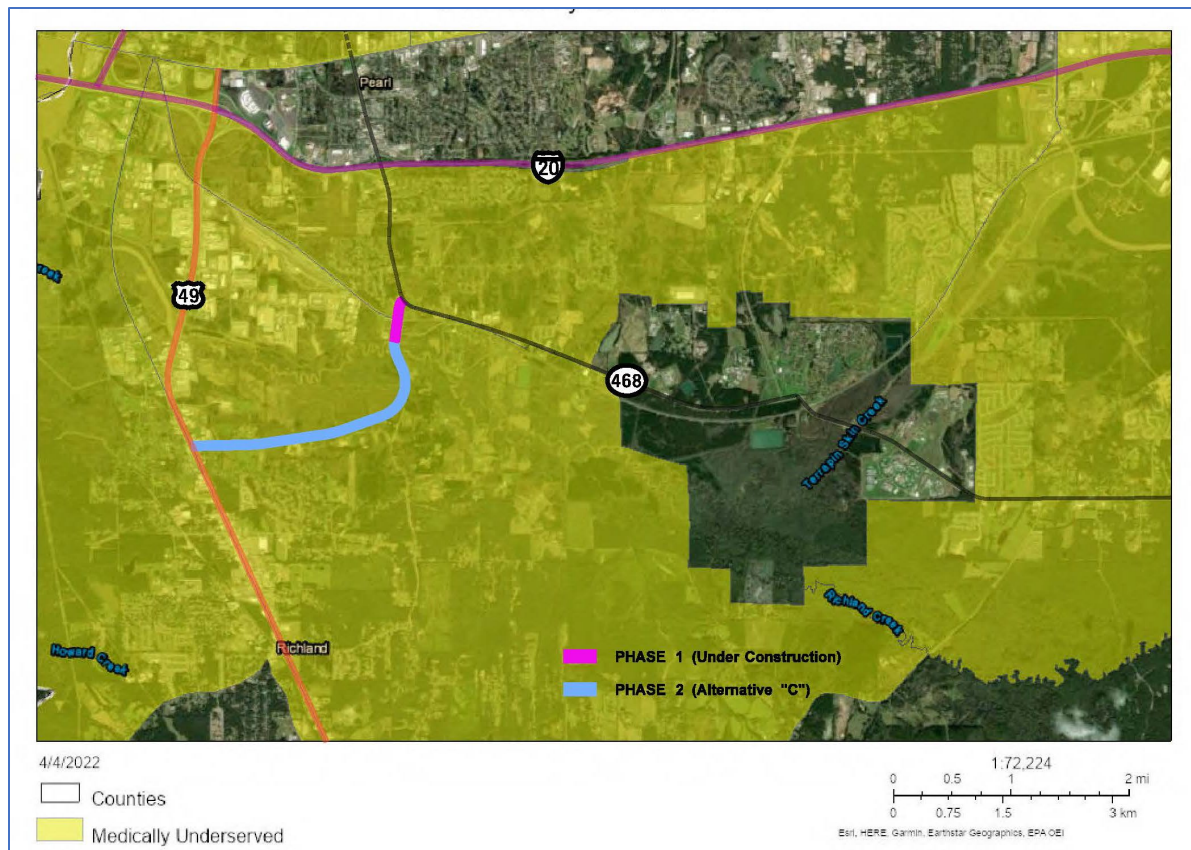 Pearl
20
49
468
Terrapin Skin Creek
Richland Creek
Richland
Howard Creek
PHASE 1 (Under Construction)
PHASE 2 (Alternative "C")
4/4/2022
Counties
Medically Underserved
1:72,224
0 0.5 1 2 mi
0 0.75 1.5 3 km
Esri, HERE, Garmin, Earthstar Geographics, EPA OEI